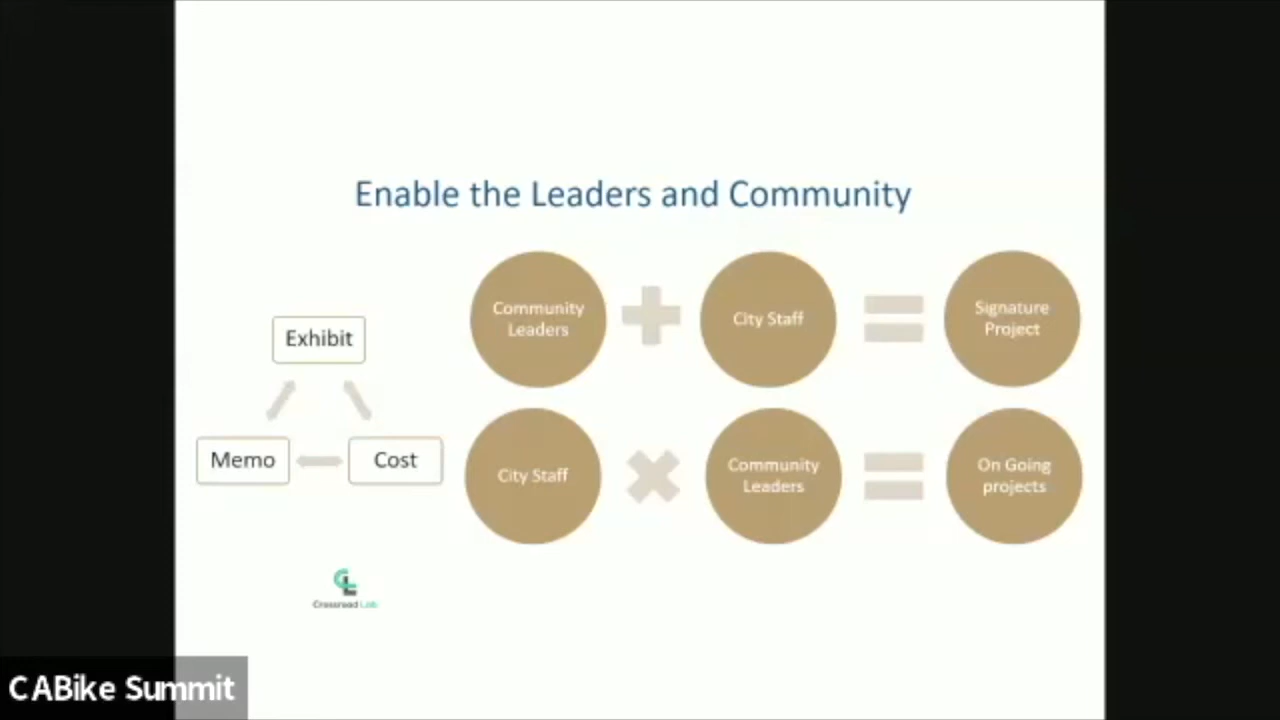 Enable the Leaders and Community
Exhibit
Memo
Cost
Community
Leaders
City Staff
Signature
Project
City Staff
Community
Leaders
On Going
projects
Crossroad Lab
CABike Summit